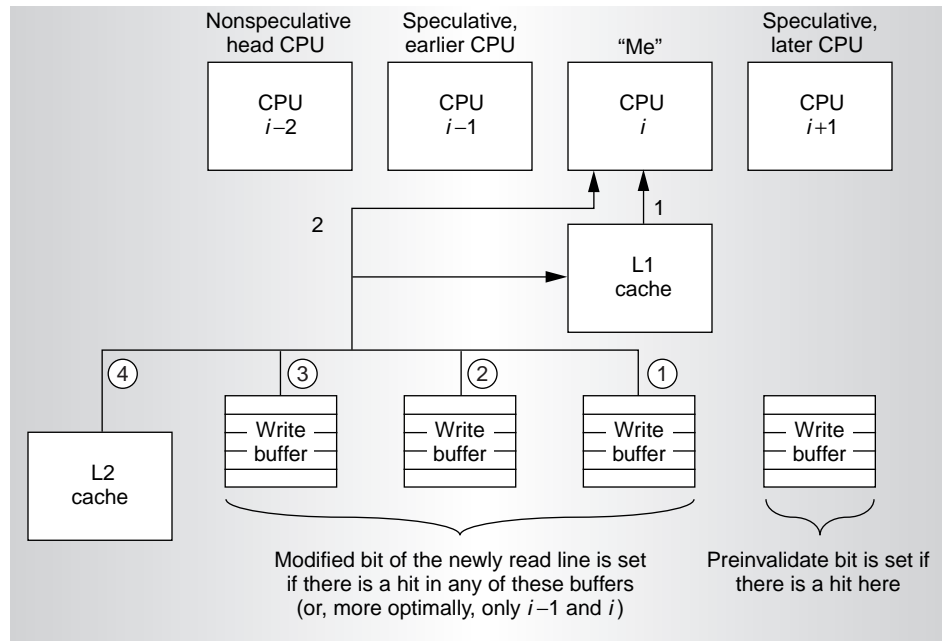 Nonspeculative
head CPU
Speculative,
earlier CPU
“Me”
Speculative,
later CPU
CPU
i–2
CPU
i–1
CPU
i
CPU
i+1
2
1
L1
cache
4
3
2
1
L2
cache
Write
buffer
Write
buffer
Write
buffer
Write
buffer
Modified bit of the newly read line is set
if there is a hit in any of these buffers
(or, more optimally, only i–1 and i)
Preinvalidate bit is set if
there is a hit here